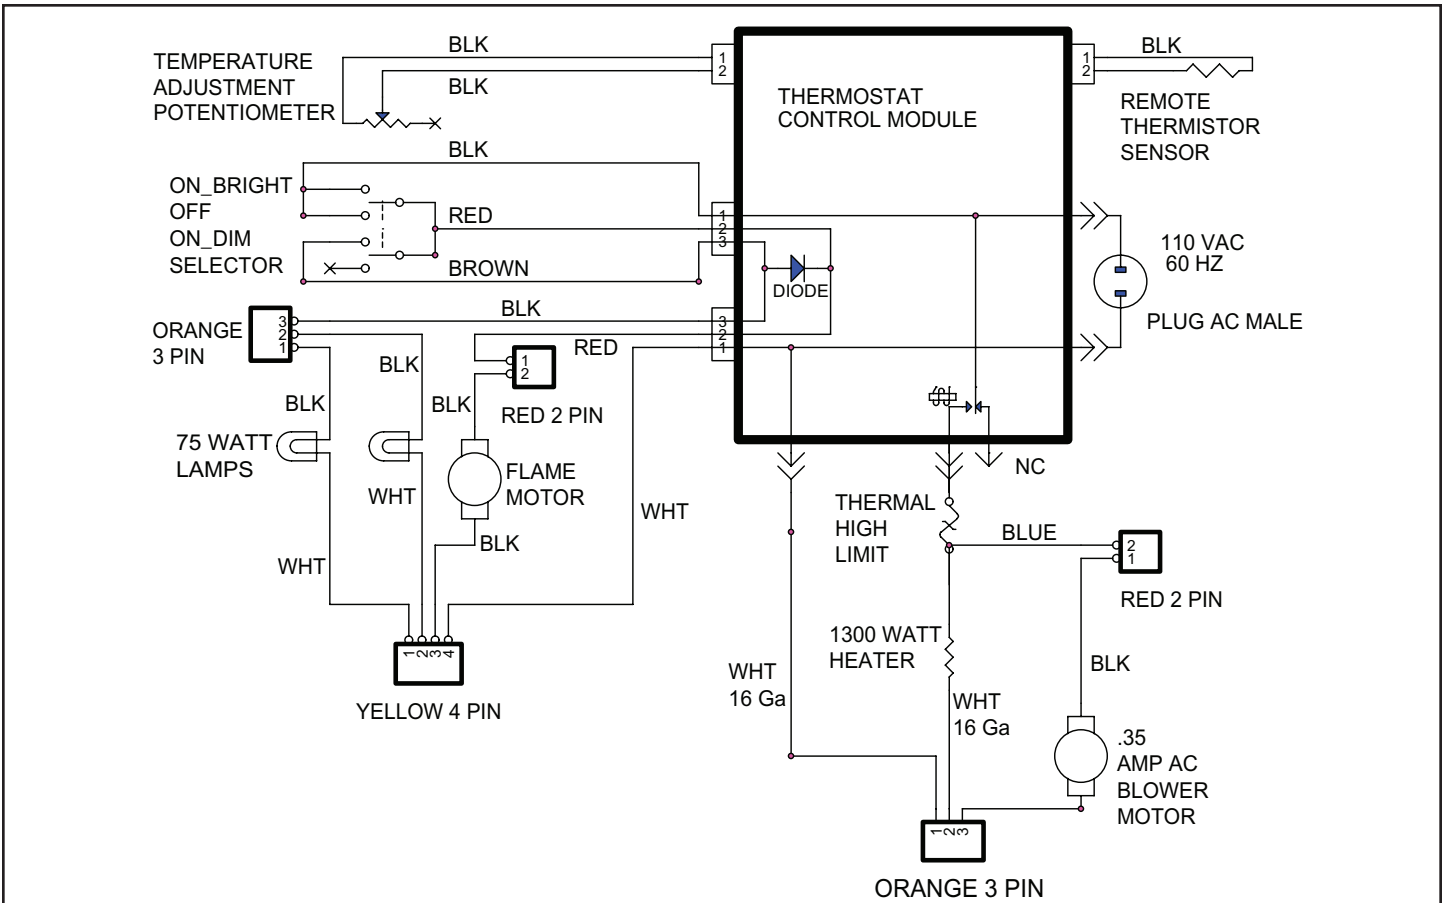 BLK
TEMPERATURE
ADJUSTMENT
POTENTIOMETER
BLK
1
2
THERMOSTAT
CONTROL MODULE
1
2
BLK
REMOTE
THERMISTOR
SENSOR
BLK
ON_BRIGHT
OFF
ON_DIM
SELECTOR
RED
BROWN
1
2
3
DIODE
110 VAC
60 HZ
PLUG AC MALE
ORANGE
3 PIN
3
2
1
BLK
3
2
1
RED
BLK
1
2
RED 2 PIN
BLK
BLK
75 WATT
LAMPS
WHT
FLAME
MOTOR
BLK
WHT
WHT
1
2
3
4
YELLOW 4 PIN
NC
THERMAL
HIGH
LIMIT
BLUE
2
1
RED 2 PIN
1300 WATT
HEATER
WHT
16 Ga
WHT
16 Ga
BLK
.35
AMP AC
BLOWER
MOTOR
1
2
3
ORANGE 3 PIN